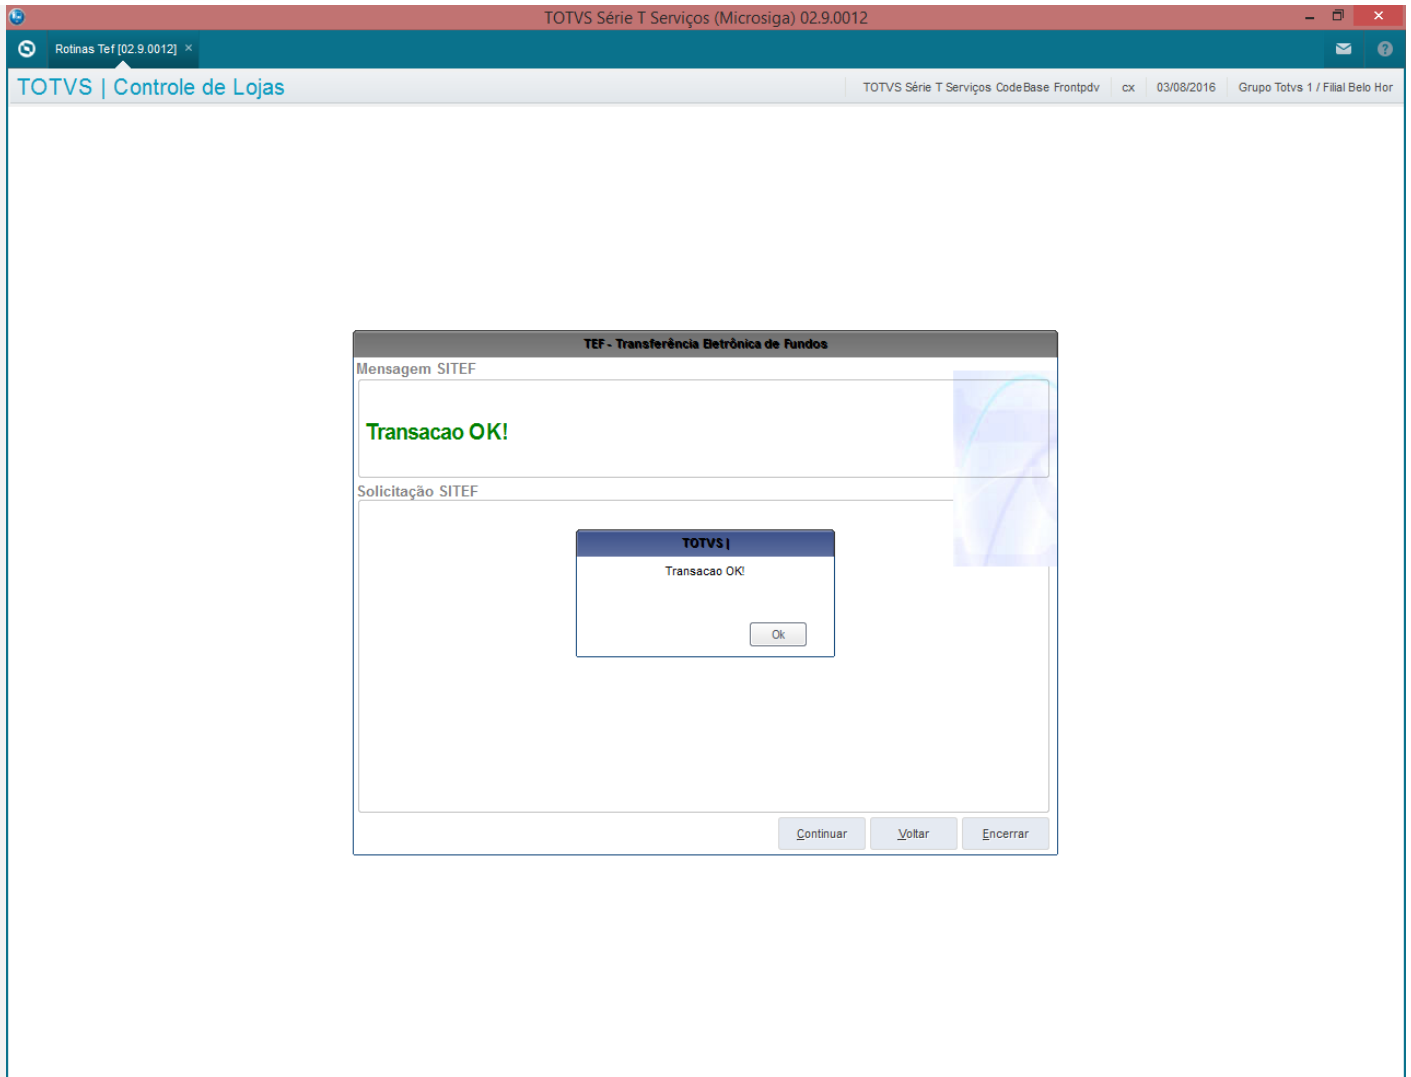 TOTVS Série T Serviços (Microsiga) 02.9.0012
Rotinas Tef [02.9.0012] ×
TOTVS | Controle de Lojas
TOTVS Série T Serviços CodeBase Frontpdv cx 03/08/2016 Grupo Totvs 1 / Filial Belo Hor
TEF - Transferência Eletrônica de Fundos
Mensagem SITEF
Transacao OK!
Solicitação SITEF
TOTVS |
Transacao OK!
Ok
Continuar Voltar Encerrar